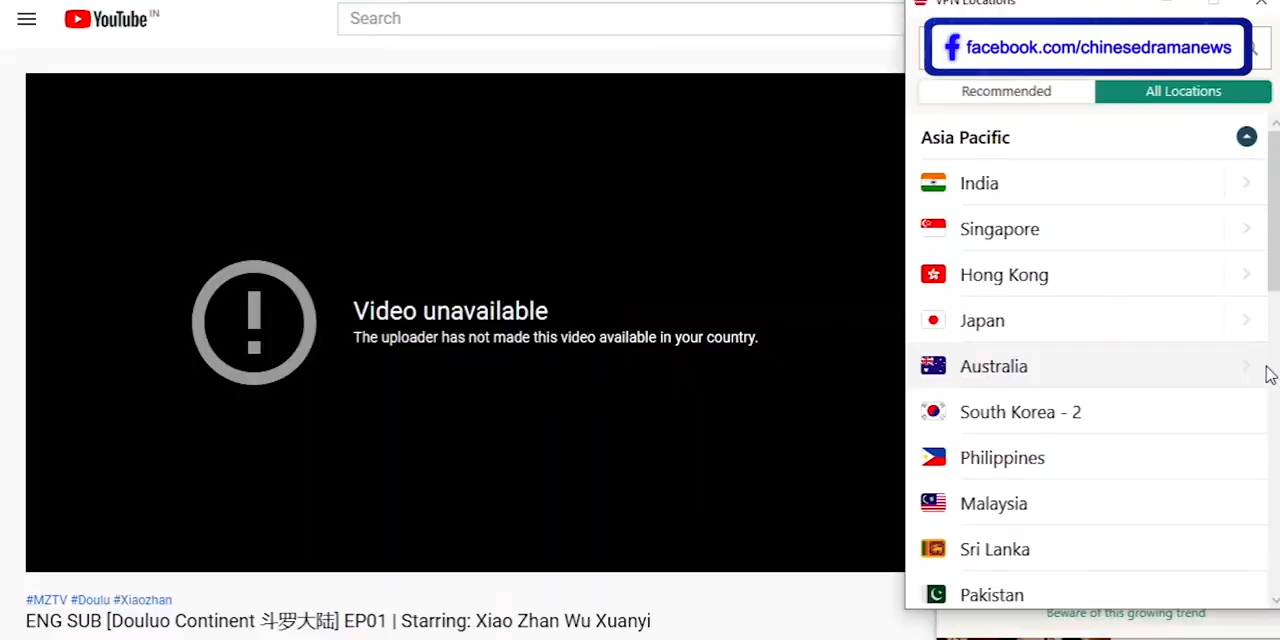 YouTube IN
Search
VPN Locations
facebook.com/chinesedramanews
Recommended
All Locations
Asia Pacific
India
Singapore
Hong Kong
Japan
Australia
South Korea - 2
Philippines
Malaysia
Sri Lanka
Pakistan
Video unavailable
The uploader has not made this video available in your country.
#MZTV #Doulu #Xiaozhan
ENG SUB [Douluo Continent 斗罗大陆] EP01 | Starring: Xiao Zhan Wu Xuanyi
Beware of this growing trend